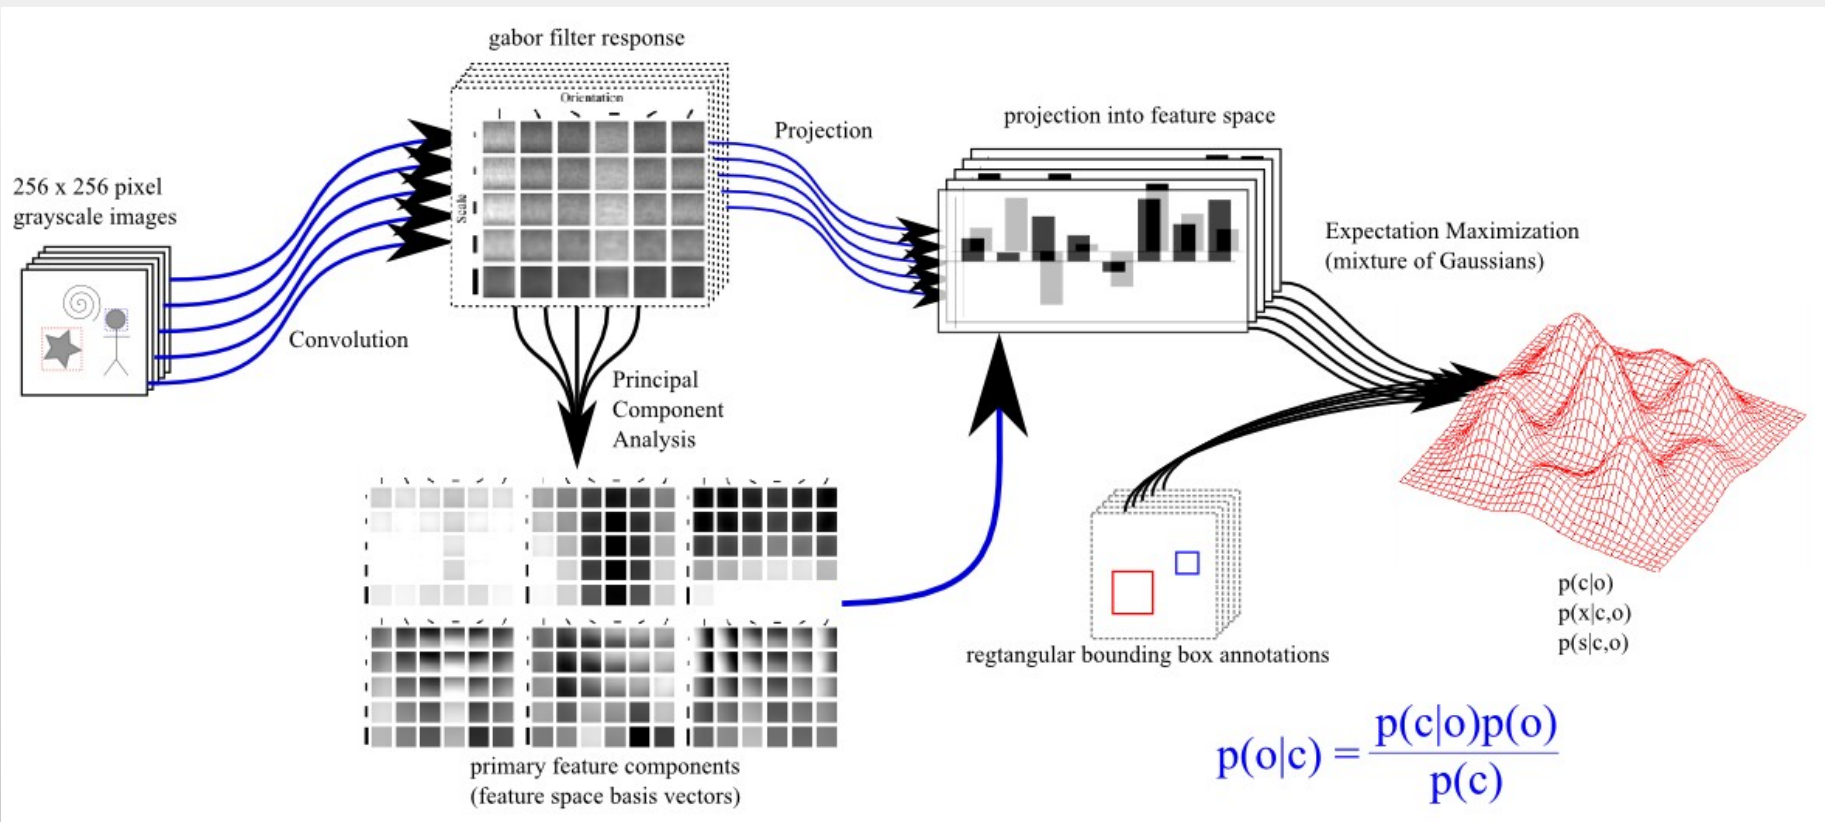 gabor filter response
Orientation
Scale
Projection
projection into feature space
256 x 256 pixel
grayscale images
Convolution
Principal
Component
Analysis
Expectation Maximization
(mixture of Gaussians)
primary feature components
(feature space basis vectors)
regtangular bounding box annotations
p(c|o)
p(x|c,o)
p(s|c,o)
p(o|c) = p(c|o)p(o)
p(c)